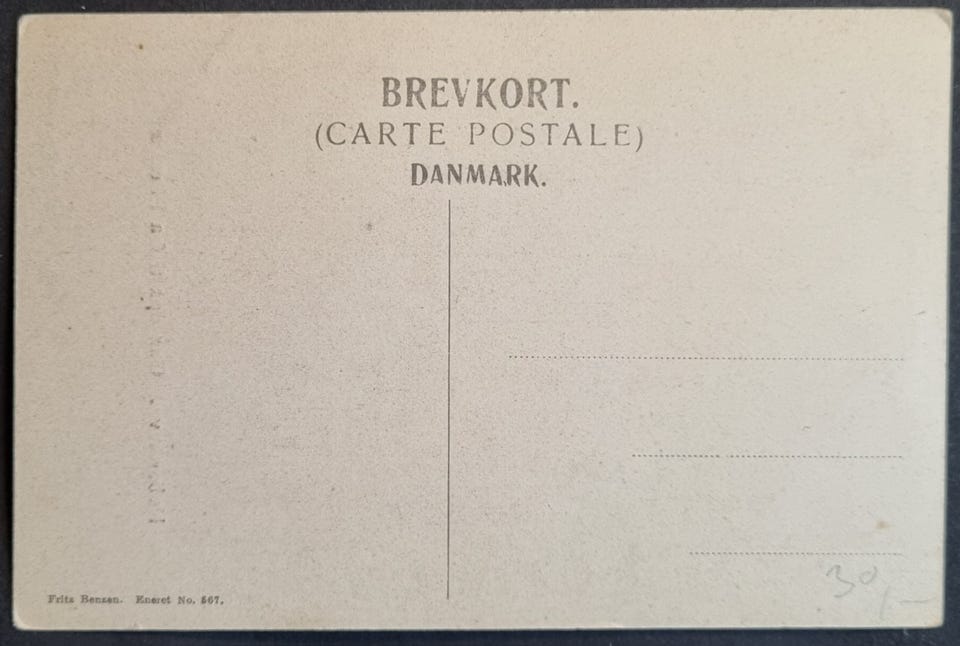 BREVKORT.
(CARTE POSTALE)
DANMARK.
Fritz Benzen. Eneret No. 567.
30,-